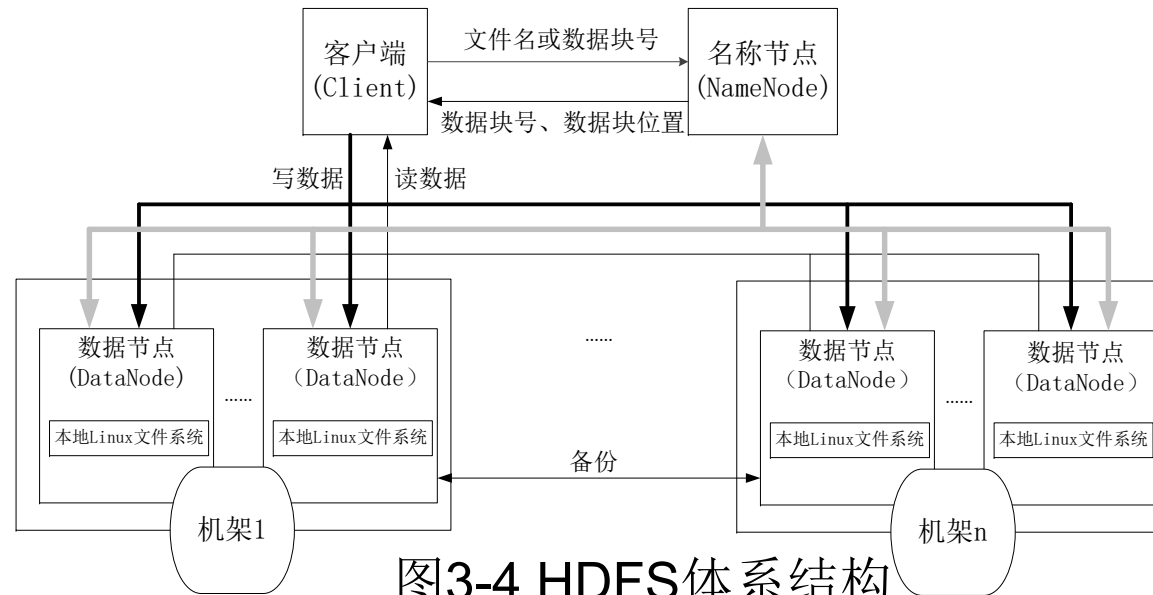 客户端
(Client)
文件名或数据块号
名称节点
(NameNode)
数据块号、数据块位置
写数据
读数据
数据节点
(DataNode)
......
本地Linux文件系统
数据节点
（DataNode）
本地Linux文件系统
机架1
......
备份
数据节点
（DataNode）
......
本地Linux文件系统
数据节点
（DataNode）
本地Linux文件系统
机架n
图3-4 HDFS体系结构